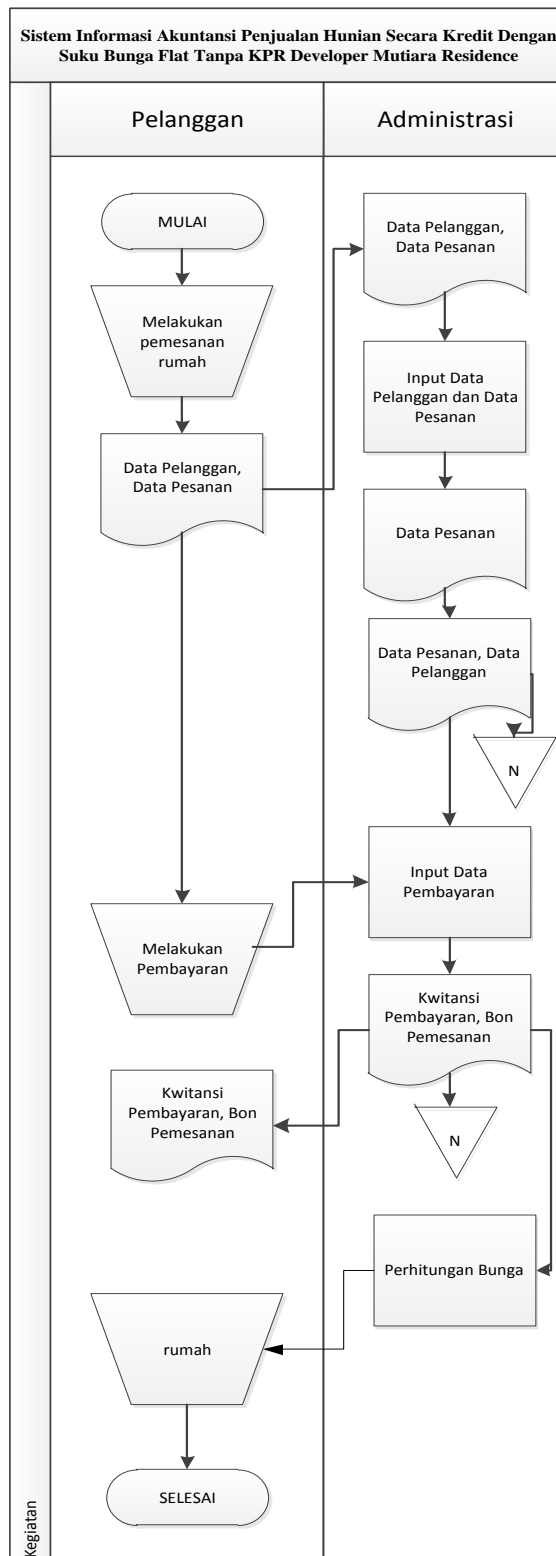 Sistem Informasi Akuntansi Penjualan Hunian Secara Kredit Dengan
Suku Bunga Flat Tanpa KPR Developer Mutiara Residence
Pelanggan
Administrasi
MULAI
Melakukan
pemesanan
rumah
Data Pelanggan,
Data Pesanan
Data Pelanggan,
Data Pesanan
Input Data
Pelanggan dan Data
Pesanan
Data Pesanan
Data Pesanan, Data
Pelanggan
N
Input Data
Pembayaran
Melakukan
Pembayaran
Kwitansi
Pembayaran, Bon
Pemesanan
Kwitansi
Pembayaran, Bon
Pemesanan
N
Perhitungan Bunga
rumah
SELESAI
Kegiatan